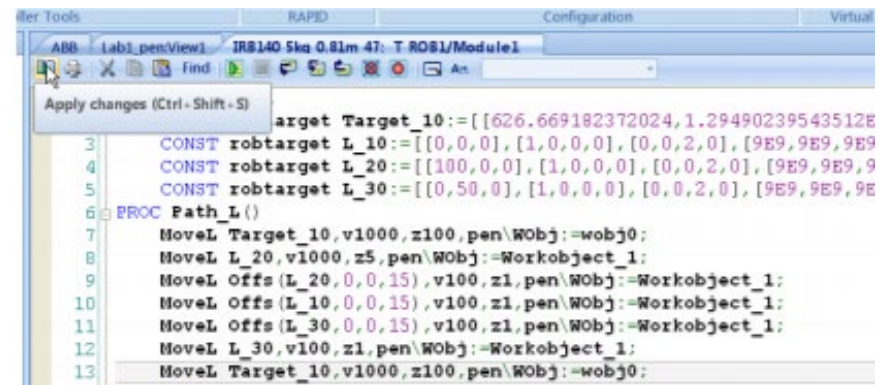 ller Tools RAPID Configuration Virtual
ABB Lab1_pen:View1 IRB140 5kg 0.81m 47: T_ROB1/Module1
Find
Apply changes (Ctrl+Shift+S)
arget Target_10:=[[626.669182372024,1.29490239543512E
3 CONST robtarget L_10:=[[0,0,0],[1,0,0,0],[0,0,2,0],[9E9,9E9,9E9
4 CONST robtarget L_20:=[[100,0,0],[1,0,0,0],[0,0,2,0],[9E9,9E9,9
5 CONST robtarget L_30:=[[0,50,0],[1,0,0,0],[0,0,2,0],[9E9,9E9,9E
6 PROC Path_L()
7 MoveL Target_10,v1000,z100,pen\WObj:=wobj0;
8 MoveL L_20,v1000,z5,pen\WObj:=Workobject_1;
9 MoveL Offs(L_20,0,0,15),v100,z1,pen\WObj:=Workobject_1;
10 MoveL Offs(L_10,0,0,15),v100,z1,pen\WObj:=Workobject_1;
11 MoveL Offs(L_30,0,0,15),v100,z1,pen\WObj:=Workobject_1;
12 MoveL L_30,v100,z1,pen\WObj:=Workobject_1;
13 MoveL Target_10,v1000,z100,pen\WObj:=wobj0;